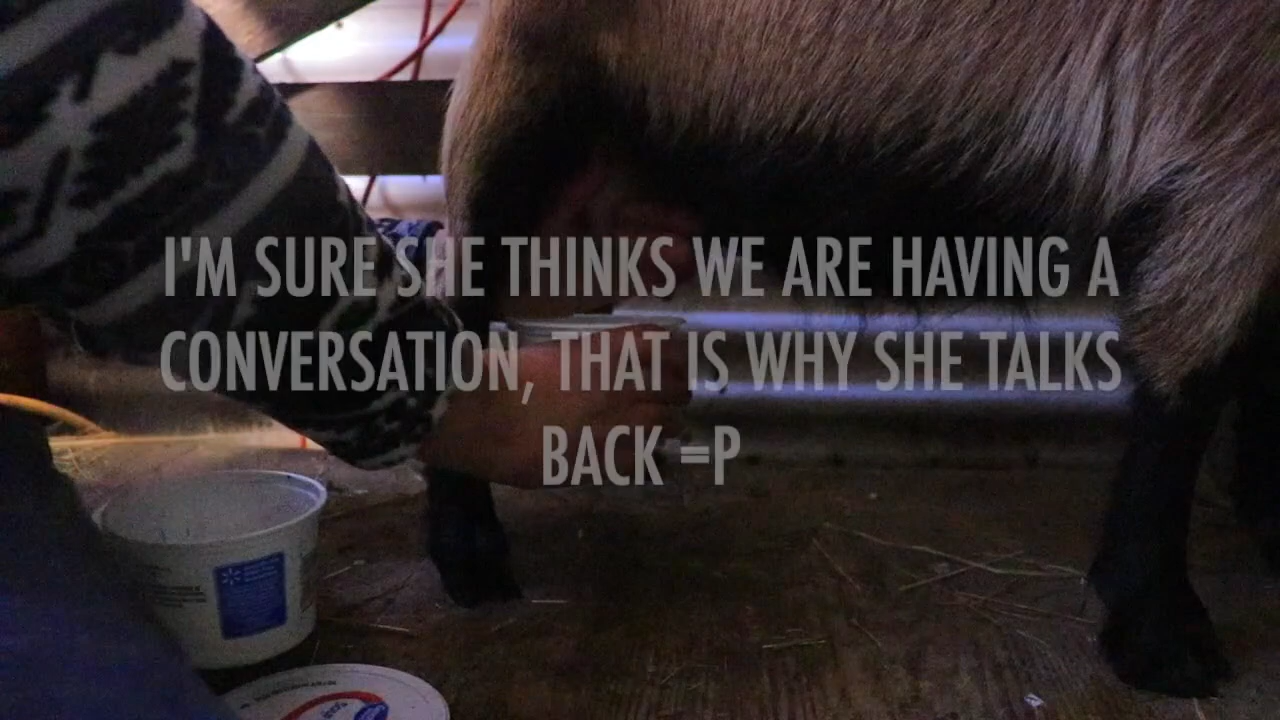 I'M SURE SHE THINKS WE ARE HAVING A
CONVERSATION, THAT IS WHY SHE TALKS
BACK =P